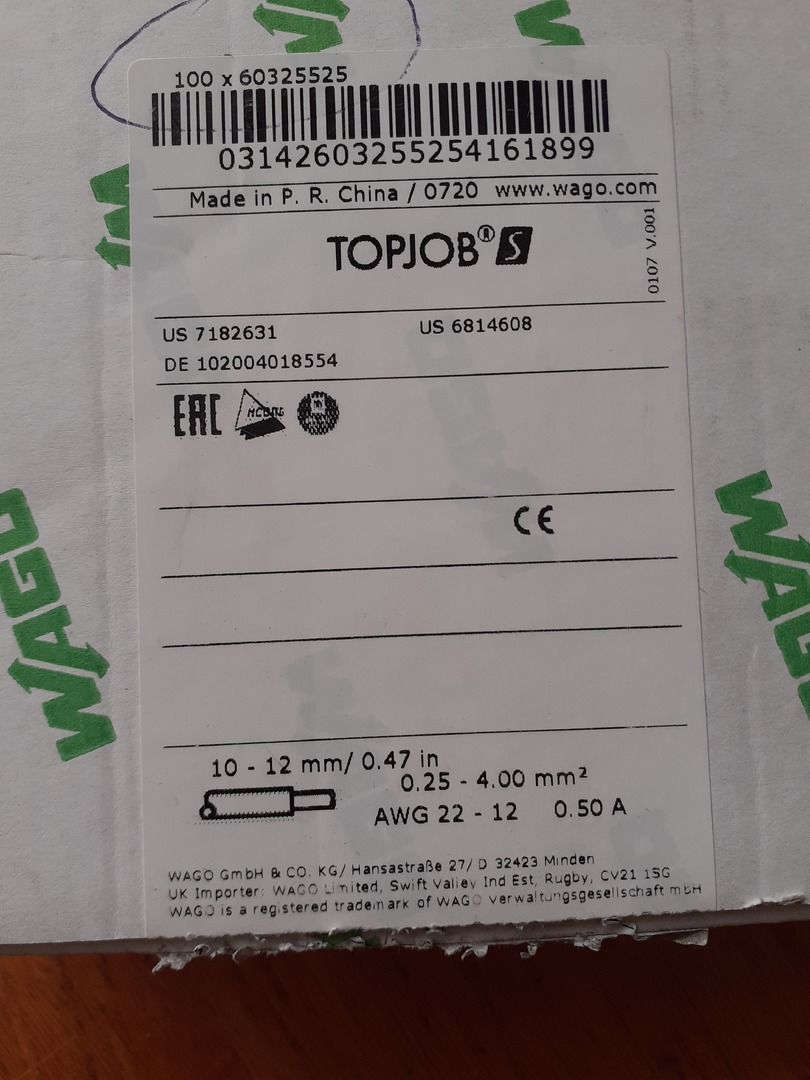 100 x 60325525
03142603255254161899
Made in P. R. China / 0720 www.wago.com
TOPJOB® S
0107 V.001
US 7182631 US 6814608
DE 102004018554
EAC
CE
10 - 12 mm/ 0.47 in
0.25 - 4.00 mm²
AWG 22 - 12 0.50 A
WAGO GmbH & CO. KG/ Hansastraße 27/ D 32423 Minden
UK Importer: WAGO Limited, Swift Valley Ind Est, Rugby, CV21 1SG
WAGO is a registered trademark of WAGO Verwaltungsgesellschaft mbH
WAGO
WAGO